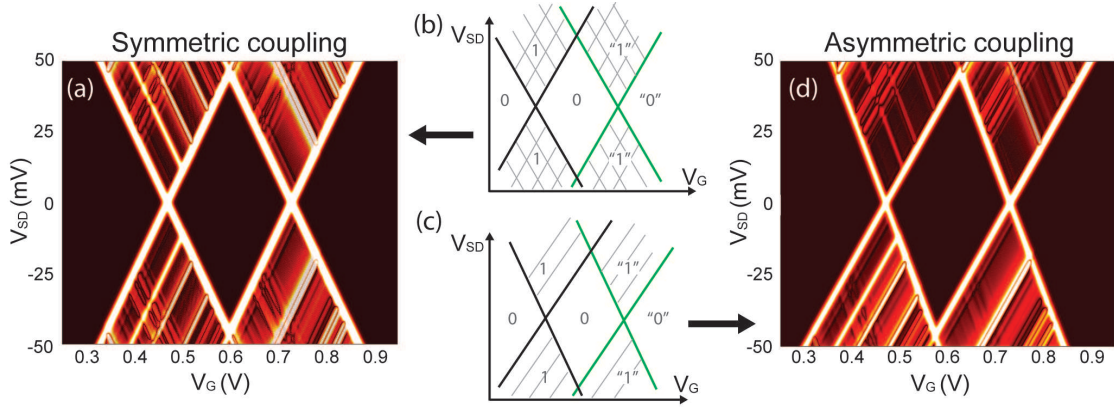 Symmetric coupling
(a)
50
25
0
-25
-50
V_SD (mV)
0.3 0.4 0.5 0.6 0.7 0.8 0.9
V_G (V)
(b)
V_SD
1 "1"
0 0 "0"
1 "1"
V_G
(c)
V_SD
1 "1"
0 0 "0"
1 "1"
V_G
Asymmetric coupling
(d)
50
25
0
-25
-50
V_SD (mV)
0.3 0.4 0.5 0.6 0.7 0.8 0.9
V_G (V)